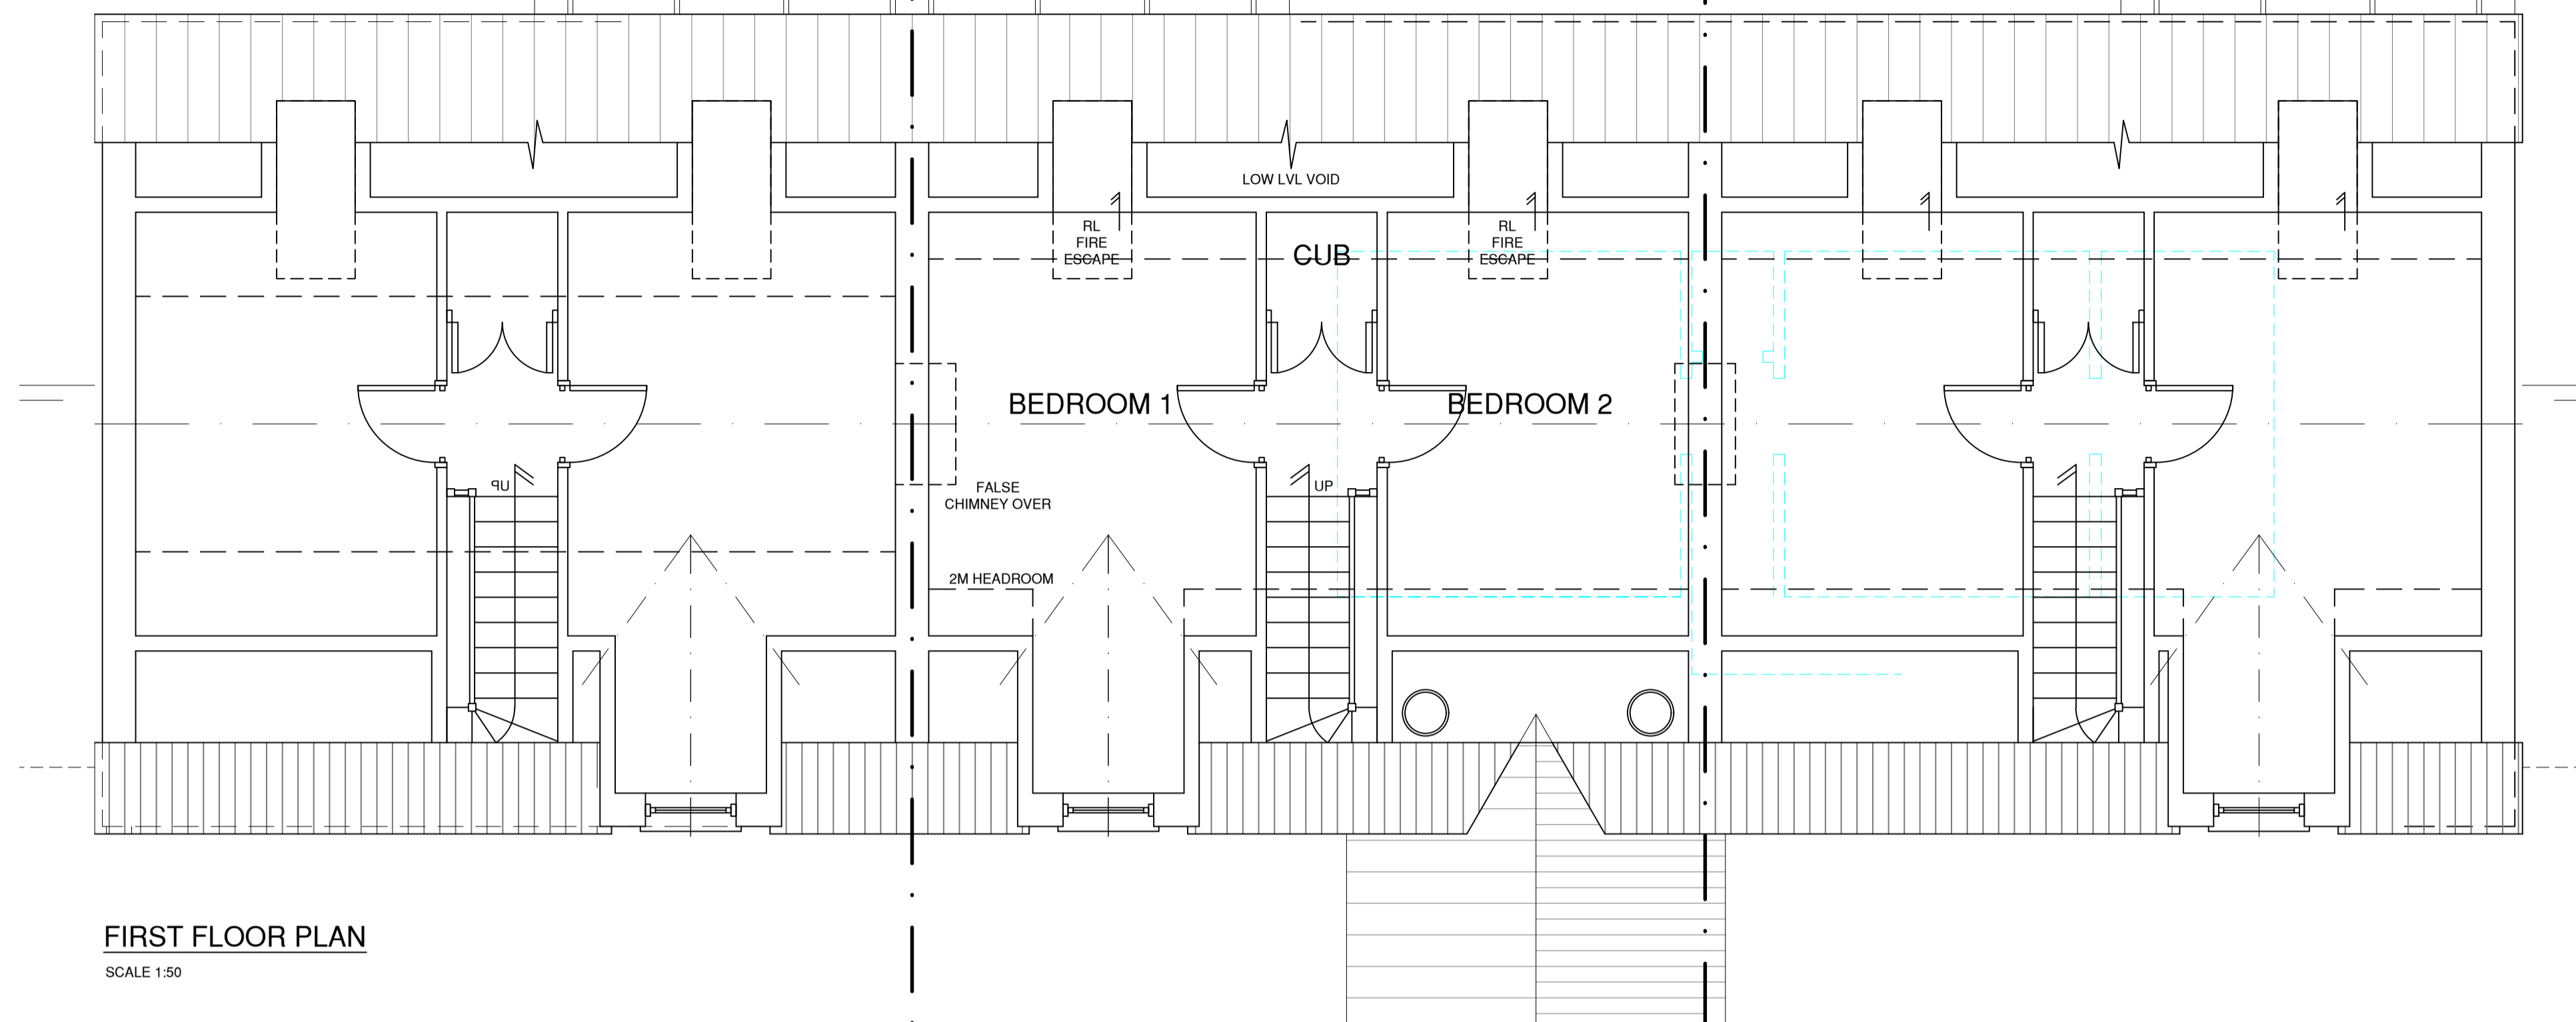 LOW LVL VOID
RL
FIRE
ESCAPE
CUB
RL
FIRE
ESCAPE
BEDROOM 1
BEDROOM 2
UP
FALSE
CHIMNEY OVER
UP
2M HEADROOM
FIRST FLOOR PLAN
SCALE 1:50